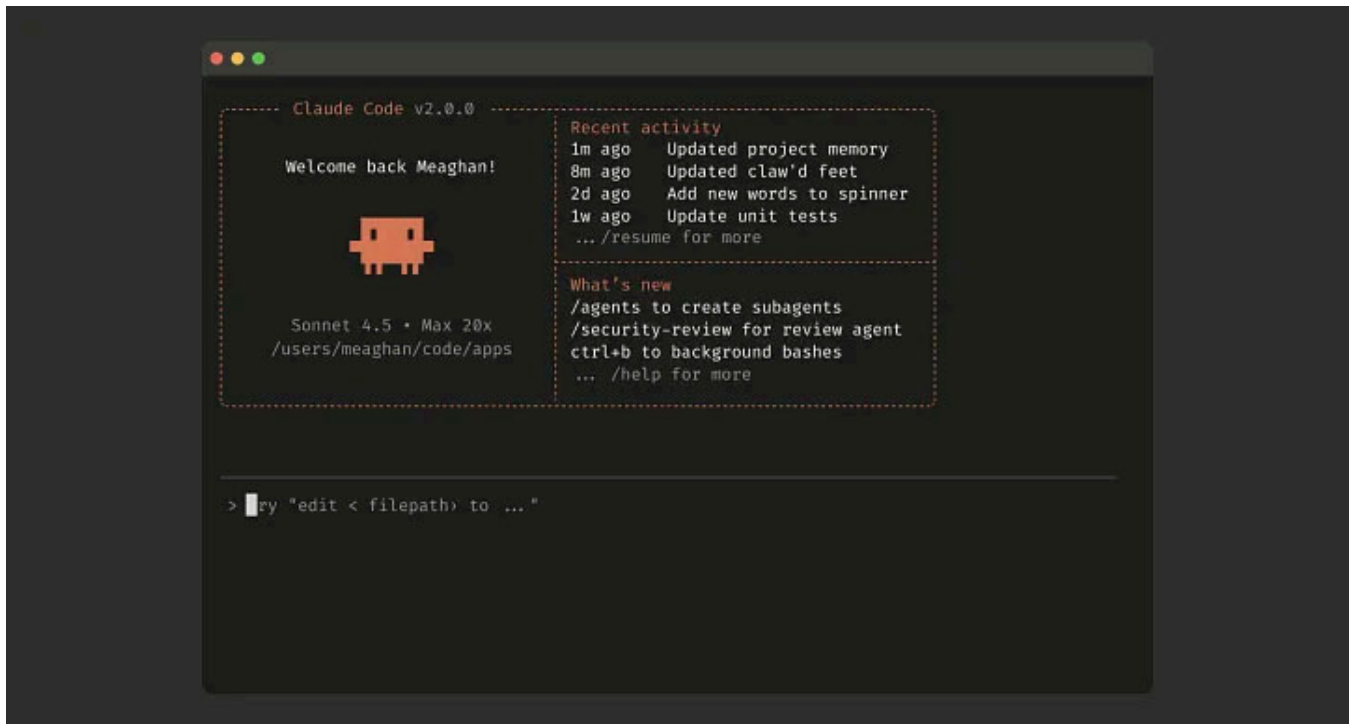 Claude Code v2.0.0
Welcome back Meaghan!
Sonnet 4.5 • Max 20x
/users/meaghan/code/apps
Recent activity
1m ago Updated project memory
8m ago Updated claw'd feet
2d ago Add new words to spinner
1w ago Update unit tests
... /resume for more
What's new
/agents to create subagents
/security-review for review agent
ctrl+b to background bashes
... /help for more
> ry "edit < filepath› to ... "